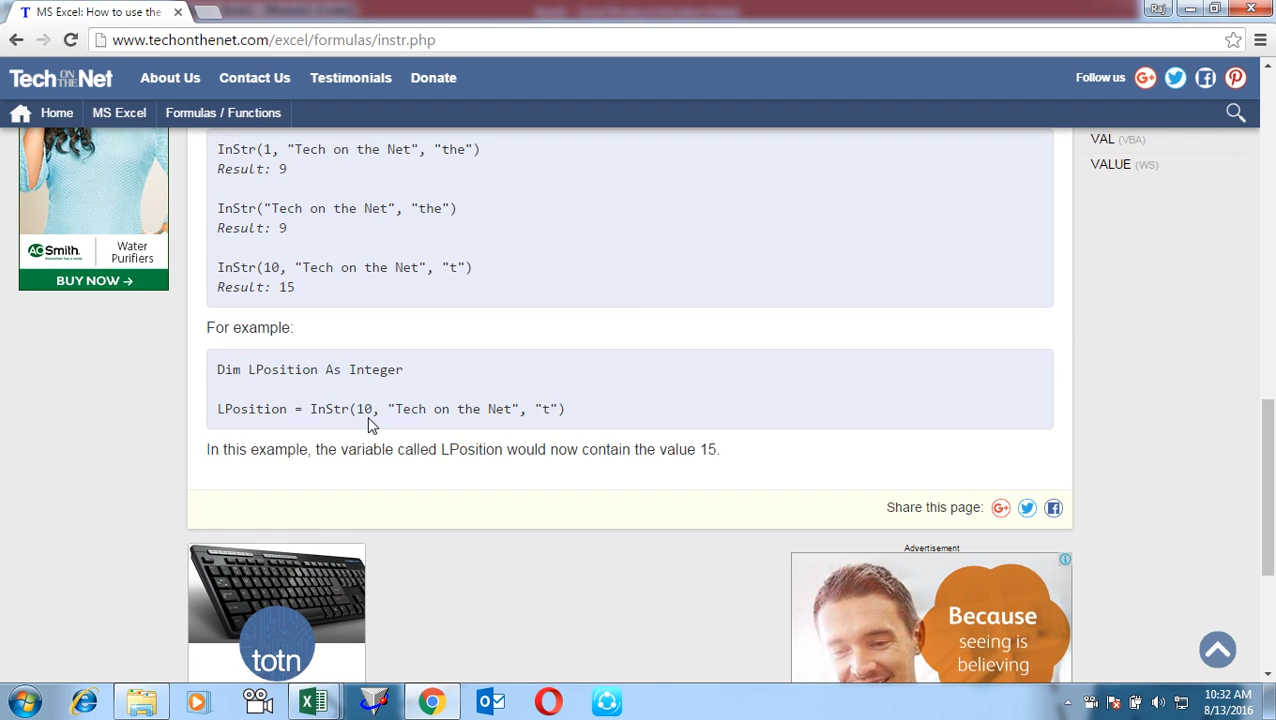 MS Excel: How to use the
Raj
www.techonthenet.com/excel/formulas/instr.php
Tech ON THE Net
About Us
Contact Us
Testimonials
Donate
Follow us
Home
MS Excel
Formulas / Functions
InStr(1, "Tech on the Net", "the")
Result: 9
InStr("Tech on the Net", "the")
Result: 9
InStr(10, "Tech on the Net", "t")
Result: 15
VAL (VBA)
VALUE (WS)
AO Smith.
Water
Purifiers
BUY NOW
For example:
Dim LPosition As Integer
LPosition = InStr(10, "Tech on the Net", "t")
In this example, the variable called LPosition would now contain the value 15.
Share this page:
totn
Advertisement
Because
seeing is
believing
10:32 AM
8/13/2016